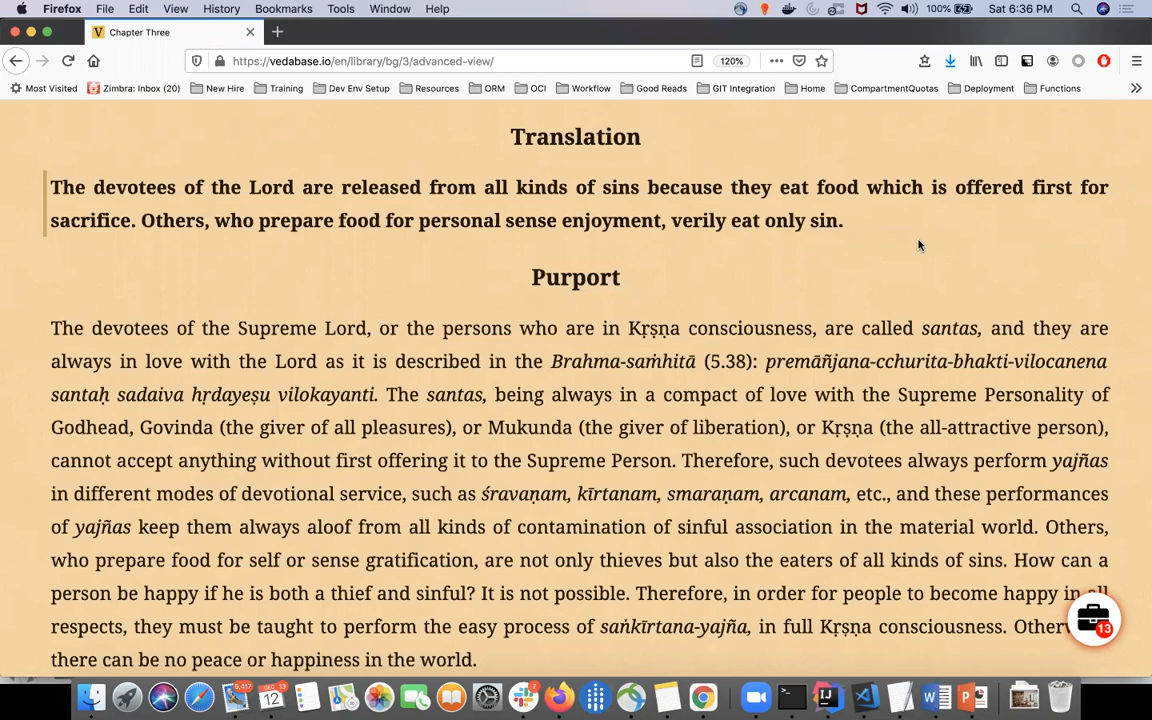 Firefox File Edit View History Bookmarks Tools Window Help 100% Sat 6:36 PM
Chapter Three
https://vedabase.io/en/library/bg/3/advanced-view/ 120%
Most Visited Zimbra: Inbox (20) New Hire Training Dev Env Setup Resources ORM OCI Workflow Good Reads GIT Integration Home CompartmentQuotas Deployment Functions
Translation
The devotees of the Lord are released from all kinds of sins because they eat food which is offered first for
sacrifice. Others, who prepare food for personal sense enjoyment, verily eat only sin.
Purport
The devotees of the Supreme Lord, or the persons who are in Kṛṣṇa consciousness, are called santas, and they are
always in love with the Lord as it is described in the Brahma-saṁhitā (5.38): premāñjana-cchurita-bhakti-vilocanena
santaḥ sadaiva hṛdayeṣu vilokayanti. The santas, being always in a compact of love with the Supreme Personality of
Godhead, Govinda (the giver of all pleasures), or Mukunda (the giver of liberation), or Kṛṣṇa (the all-attractive person),
cannot accept anything without first offering it to the Supreme Person. Therefore, such devotees always perform yajñas
in different modes of devotional service, such as śravaṇam, kīrtanam, smaraṇam, arcanam, etc., and these performances
of yajñas keep them always aloof from all kinds of contamination of sinful association in the material world. Others,
who prepare food for self or sense gratification, are not only thieves but also the eaters of all kinds of sins. How can a
person be happy if he is both a thief and sinful? It is not possible. Therefore, in order for people to become happy in all
respects, they must be taught to perform the easy process of saṅkīrtana-yajña, in full Kṛṣṇa consciousness. Otherw
13
there can be no peace or happiness in the world.